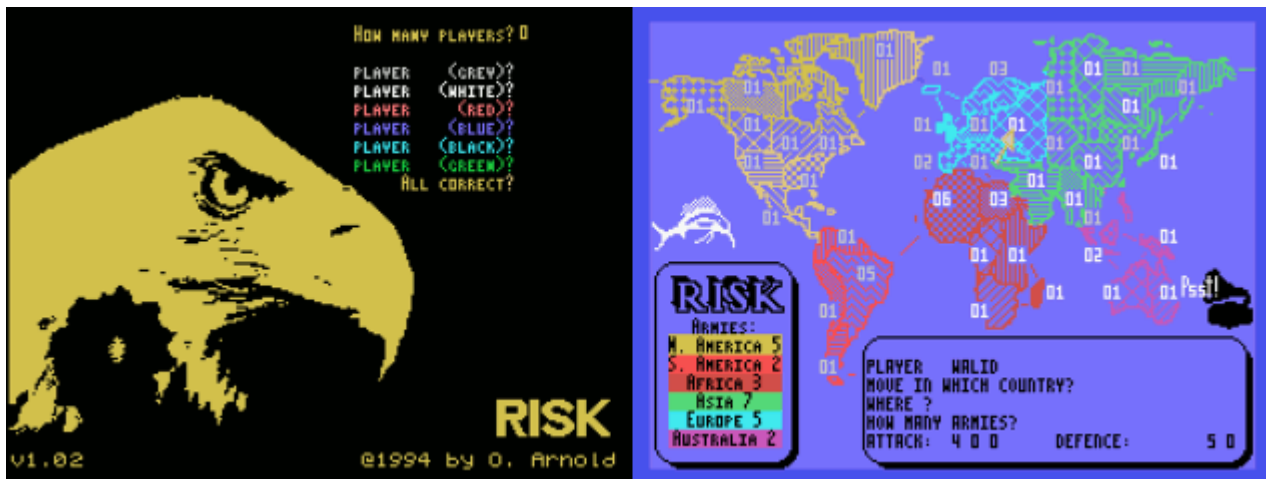 HOW MANY PLAYERS? 0
PLAYER (GREY)?
PLAYER (WHITE)?
PLAYER (RED)?
PLAYER (BLUE)?
PLAYER (BLACK)?
PLAYER (GREEN)?
ALL CORRECT?
RISK
v1.02
@1994 by O. Arnold
01
01 03 01 01
01 01 01 01
01 01
01 01 01 01 01 01 01
02 01 01 01
01 01
06 03 01
01 01 01
01 01
01 01 02
05
01 01 01
01 01
01
Psst!
RISK
ARMIES:
N. AMERICA 5
S. AMERICA 2
AFRICA 3
ASIA 7
EUROPE 5
AUSTRALIA 2
PLAYER WALID
MOVE IN WHICH COUNTRY?
WHERE ?
HOW MANY ARMIES?
ATTACK: 4 0 0 DEFENCE: 5 0